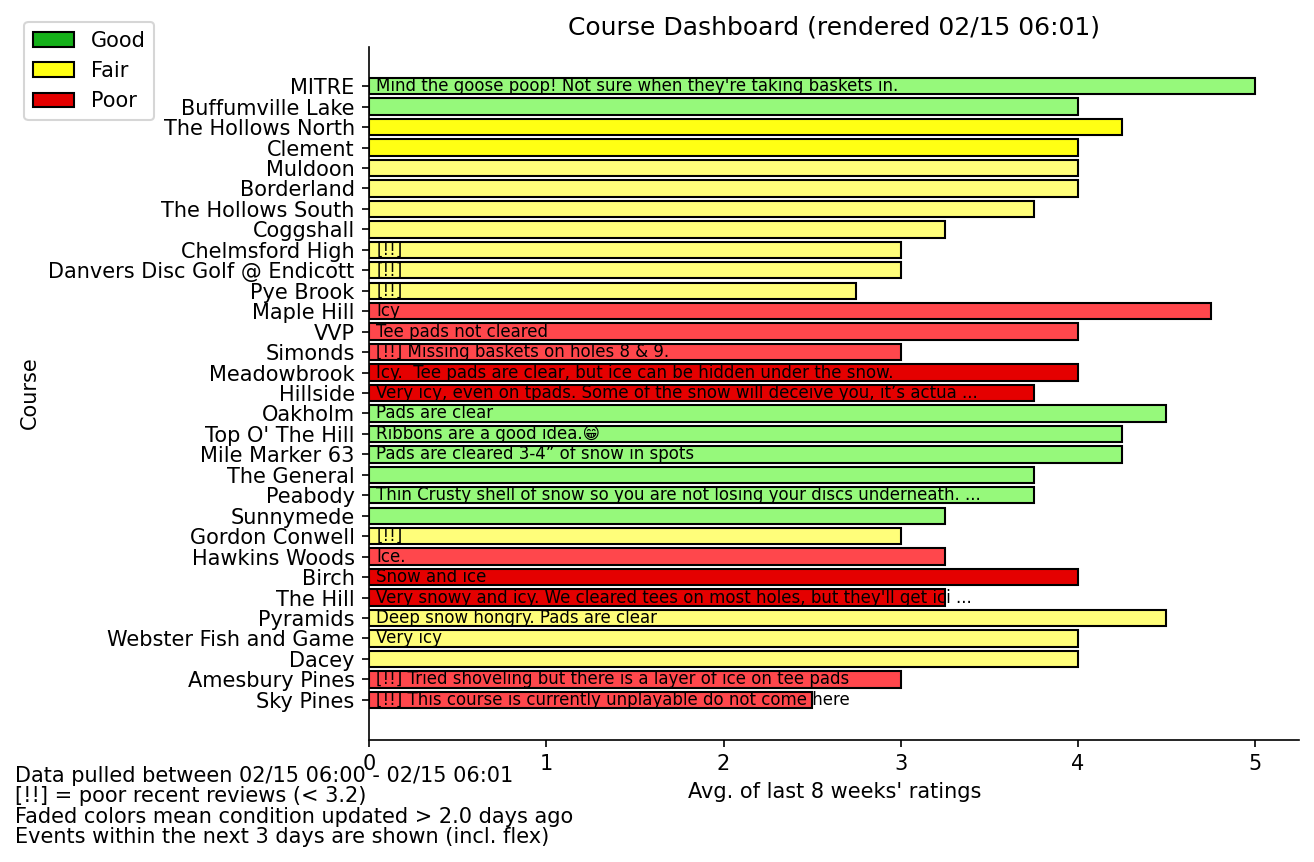 Course Dashboard (rendered 02/15 06:01)
Good
Fair
Poor
MITRE Mind the goose poop! Not sure when they're taking baskets in.
Buffumville Lake
The Hollows North
Clement
Muldoon
Borderland
The Hollows South
Coggshall
Chelmsford High [!!]
Danvers Disc Golf @ Endicott [!!]
Pye Brook [!!]
Maple Hill Icy
VVP Tee pads not cleared
Simonds [!!] Missing baskets on holes 8 & 9.
Meadowbrook Icy.  Tee pads are clear, but ice can be hidden under the snow.
Hillside Very icy, even on tpads. Some of the snow will deceive you, it’s actua ...
Oakholm Pads are clear
Top O' The Hill Ribbons are a good idea.😁
Mile Marker 63 Pads are cleared 3-4” of snow in spots
The General
Peabody Thin Crusty shell of snow so you are not losing your discs underneath. ...
Sunnymede
Gordon Conwell [!!]
Hawkins Woods Ice.
Birch Snow and ice
The Hill Very snowy and icy. We cleared tees on most holes, but they'll get ici ...
Pyramids Deep snow hongry. Pads are clear
Webster Fish and Game Very icy
Dacey
Amesbury Pines [!!] Tried shoveling but there is a layer of ice on tee pads
Sky Pines [!!] This course is currently unplayable do not come here
Course
0 1 2 3 4 5
Avg. of last 8 weeks' ratings
Data pulled between 02/15 06:00 - 02/15 06:01
[!!] = poor recent reviews (< 3.2)
Faded colors mean condition updated > 2.0 days ago
Events within the next 3 days are shown (incl. flex)